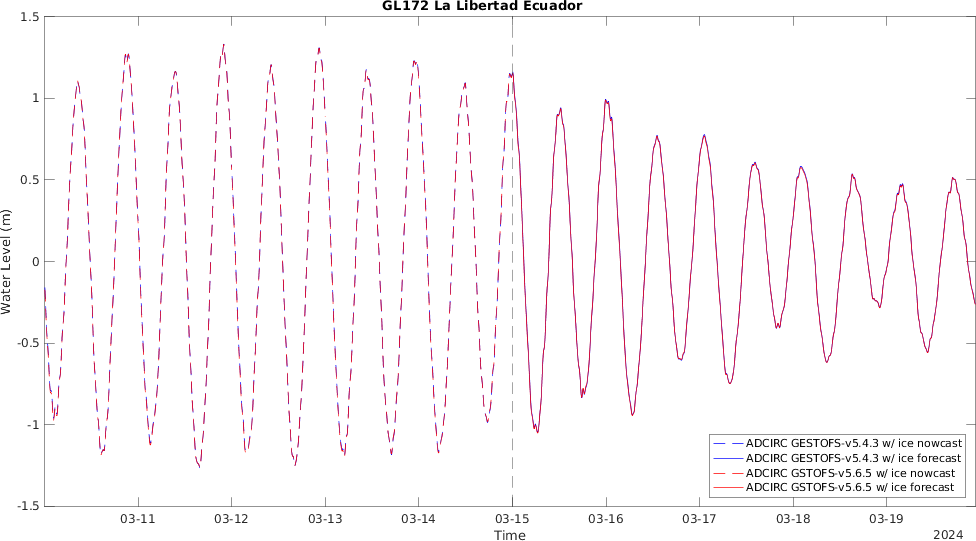 GL172 La Libertad Ecuador
1.5
1
0.5
0
-0.5
-1
-1.5
Water Level (m)
03-11 03-12 03-13 03-14 03-15 03-16 03-17 03-18 03-19
Time
2024
ADCIRC GESTOFS-v5.4.3 w/ ice nowcast
ADCIRC GESTOFS-v5.4.3 w/ ice forecast
ADCIRC GSTOFS-v5.6.5 w/ ice nowcast
ADCIRC GSTOFS-v5.6.5 w/ ice forecast